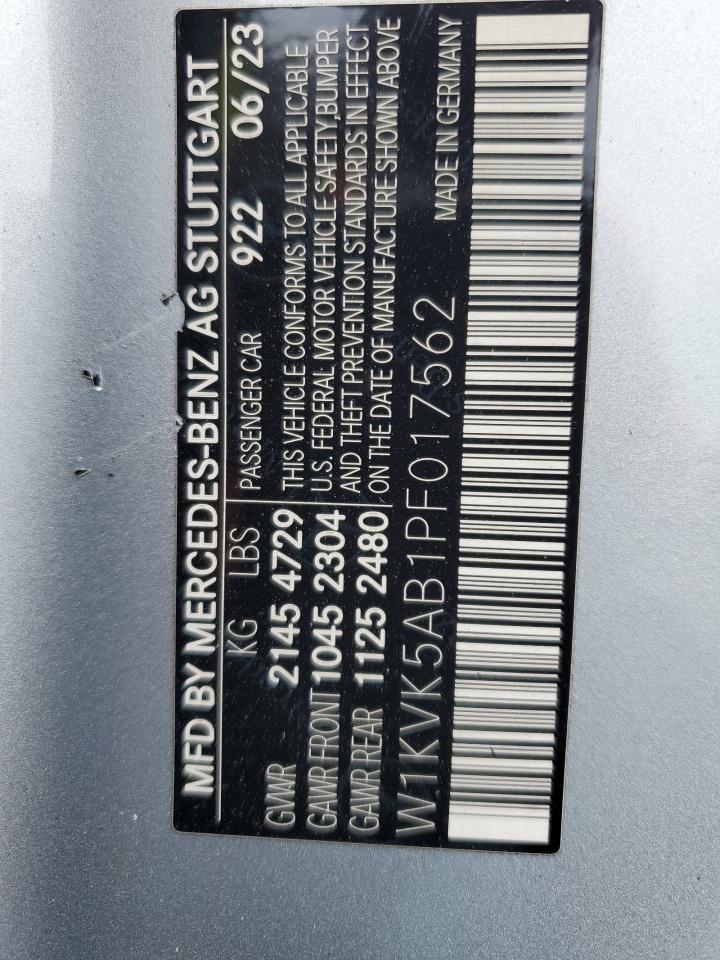 MFD BY MERCEDES-BENZ AG STUTTGART
KG LBS PASSENGER CAR 922 06/23
GVWR 2145 4729 THIS VEHICLE CONFORMS TO ALL APPLICABLE
GAWR FRONT 1045 2304 U.S. FEDERAL MOTOR VEHICLE SAFETY,BUMPER
GAWR REAR 1125 2480 AND THEFT PREVENTION STANDARDS IN EFFECT
ON THE DATE OF MANUFACTURE SHOWN ABOVE
W1KVK5AB1PF017562 MADE IN GERMANY